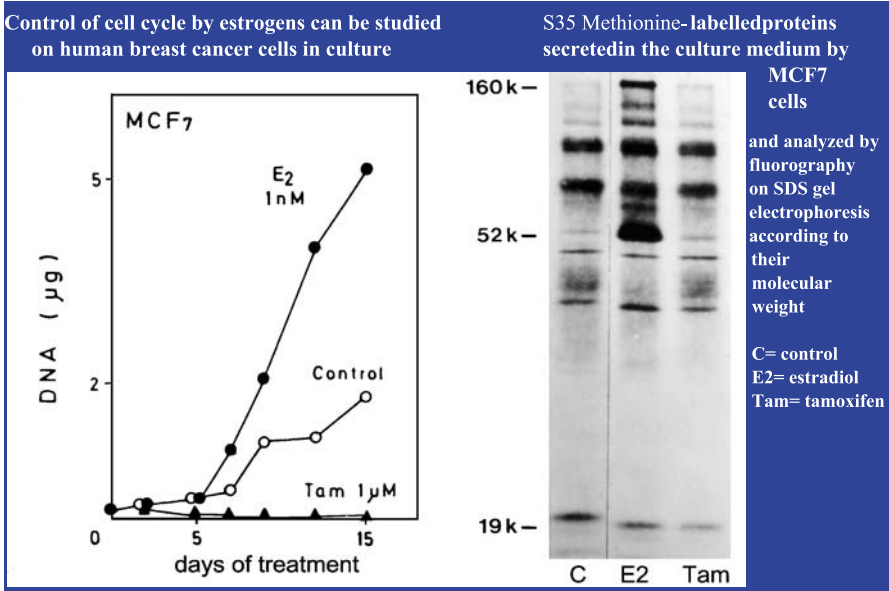 Control of cell cycle by estrogens can be studied
on human breast cancer cells in culture
S35 Methionine-labelledproteins
secretedin the culture medium by
MCF7
cells
and analyzed by
fluorography
on SDS gel
electrophoresis
according to
their
molecular
weight
C= control
E2= estradiol
Tam= tamoxifen
MCF7
E2
1nM
5
DNA (µg)
2
Control
Tam 1µM
0
5
15
days of treatment
160k–
52k–
19k–
C E2 Tam